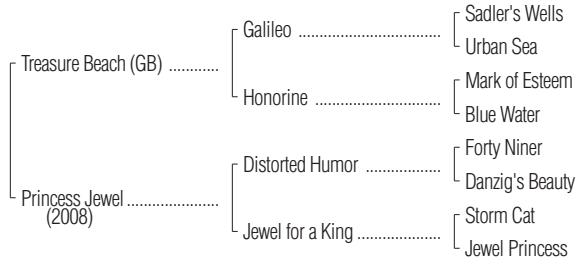 Sadler's Wells
Galileo ........................................
Urban Sea
Treasure Beach (GB) ............
Mark of Esteem
Honorine ...................................
Blue Water
Forty Niner
Distorted Humor .....................
Danzig's Beauty
Princess Jewel ......................
(2008)
Storm Cat
Jewel for a King .......................
Jewel Princess